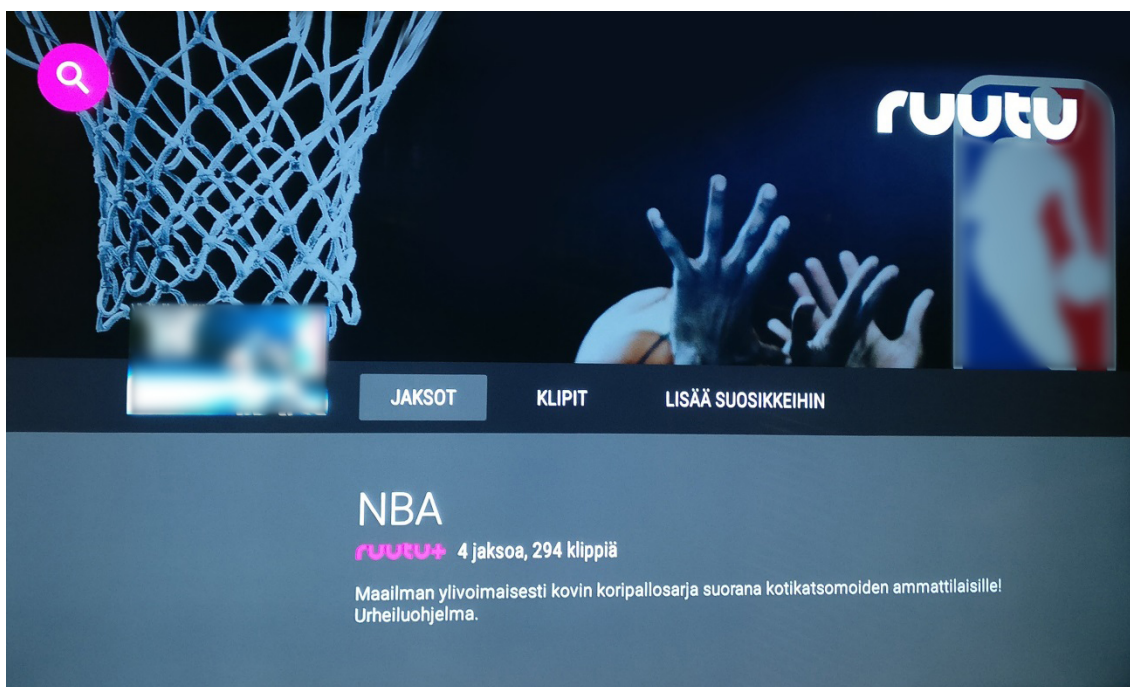 ruutu
JAKSOT KLIPIT LISÄÄ SUOSIKKEIHIN
NBA
ruutu+ 4 jaksoa, 294 klippiä
Maailman ylivoimaisesti kovin koripallosarja suorana kotikatsomoiden ammattilaisille!
Urheiluohjelma.